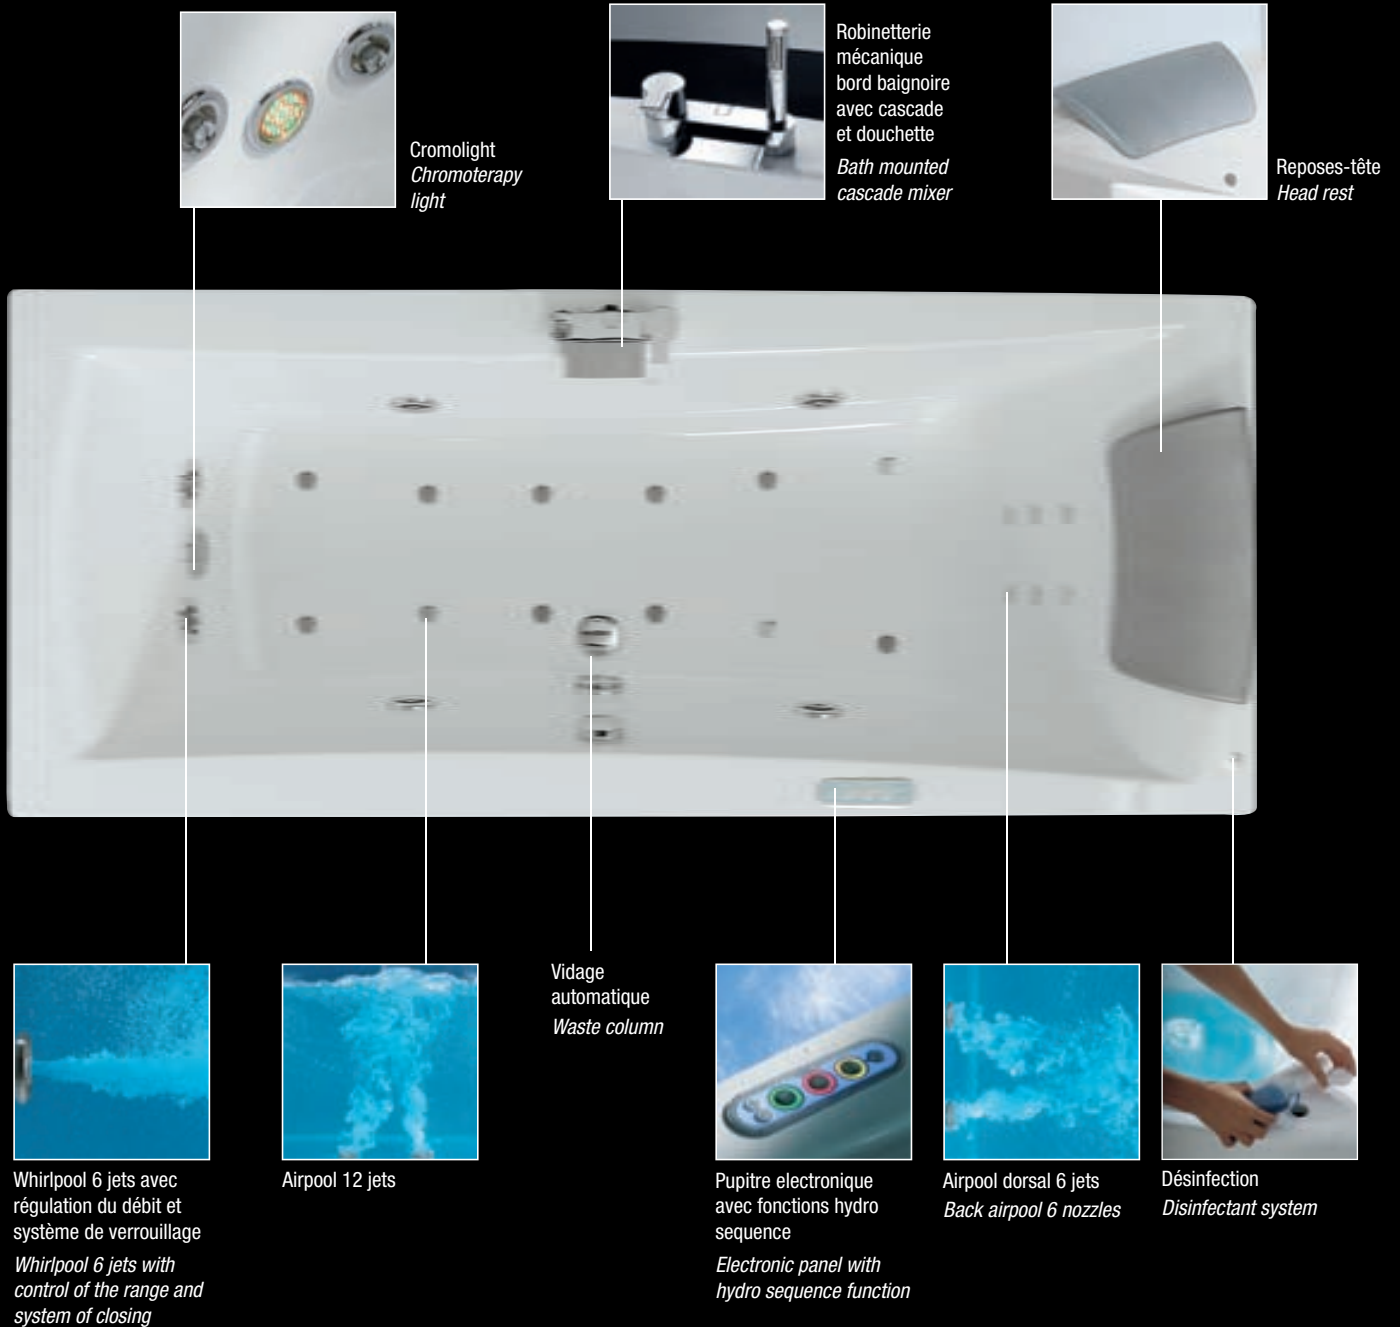 Cromolight
Chromoterapy
light
Robinetterie
mécanique
bord baignoire
avec cascade
et douchette
Bath mounted
cascade mixer
Reposes-tête
Head rest
Whirlpool 6 jets avec
régulation du débit et
système de verrouillage
Whirlpool 6 jets with
control of the range and
system of closing
Airpool 12 jets
Vidage
automatique
Waste column
Pupitre electronique
avec fonctions hydro
sequence
Electronic panel with
hydro sequence function
Airpool dorsal 6 jets
Back airpool 6 nozzles
Désinfection
Disinfectant system